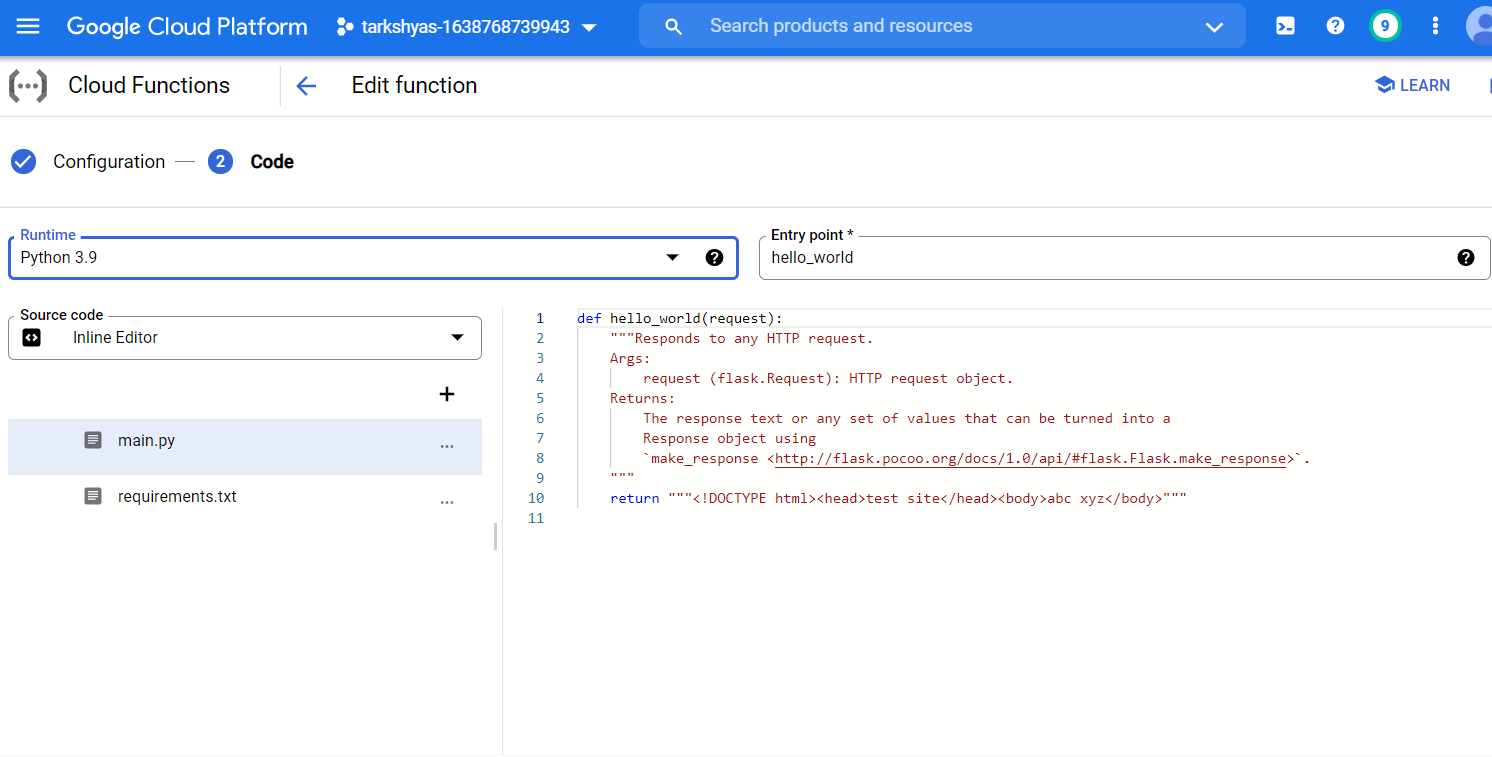 Google Cloud Platform tarkshyas-1638768739943 Search products and resources 9
Cloud Functions Edit function LEARN
Configuration — 2 Code
Runtime
Python 3.9
Entry point *
hello_world
Source code
Inline Editor
main.py ...
requirements.txt ...
1 def hello_world(request):
2 """Responds to any HTTP request.
3 Args:
4 request (flask.Request): HTTP request object.
5 Returns:
6 The response text or any set of values that can be turned into a
7 Response object using
8 `make_response <http://flask.pocoo.org/docs/1.0/api/#flask.Flask.make_response>`.
9 """
10 return """<!DOCTYPE html><head>test site</head><body>abc xyz</body>"""
11